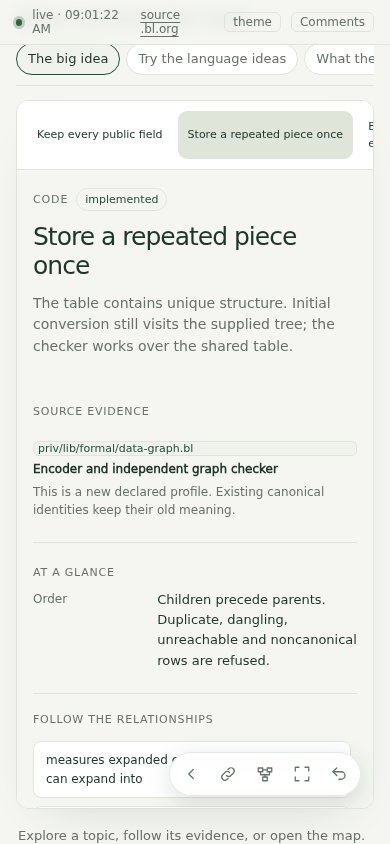 live · 09:01:22
AM
source
.bl.org
theme
Comments
The big idea
Try the language ideas
What the
Keep every public field
Store a repeated piece once
CODE
implemented
Store a repeated piece
once
The table contains unique structure. Initial
conversion still visits the supplied tree; the
checker works over the shared table.
SOURCE EVIDENCE
priv/lib/formal/data-graph.bl
Encoder and independent graph checker
This is a new declared profile. Existing canonical
identities keep their old meaning.
AT A GLANCE
Order
Children precede parents.
Duplicate, dangling,
unreachable and noncanonical
rows are refused.
FOLLOW THE RELATIONSHIPS
measures expanded
can expand into
Explore a topic, follow its evidence, or open the map.